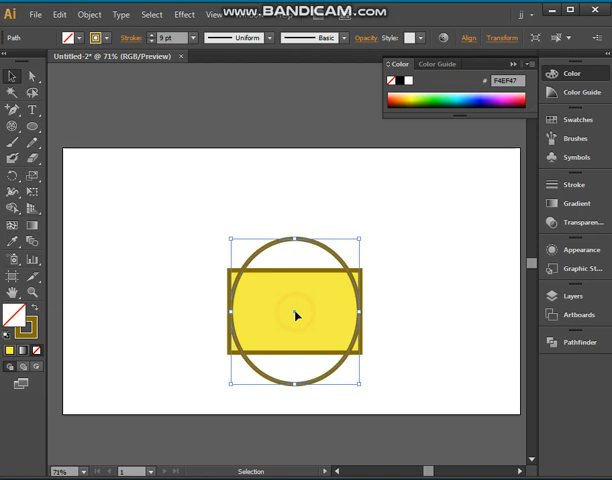 Ai File Edit Object Type Select Effect View WWW.BANDICAM.COM jj
Path Stroke: 9 pt Uniform Basic Opacity Style: Align Transform
Untitled-2* @ 71% (RGB/Preview) ×
Color Color Guide
# F4EF47
Color
Color Guide
Swatches
Brushes
Symbols
Stroke
Gradient
Transparen...
Appearance
Graphic St...
Layers
Artboards
Pathfinder
T
71% 1 Selection